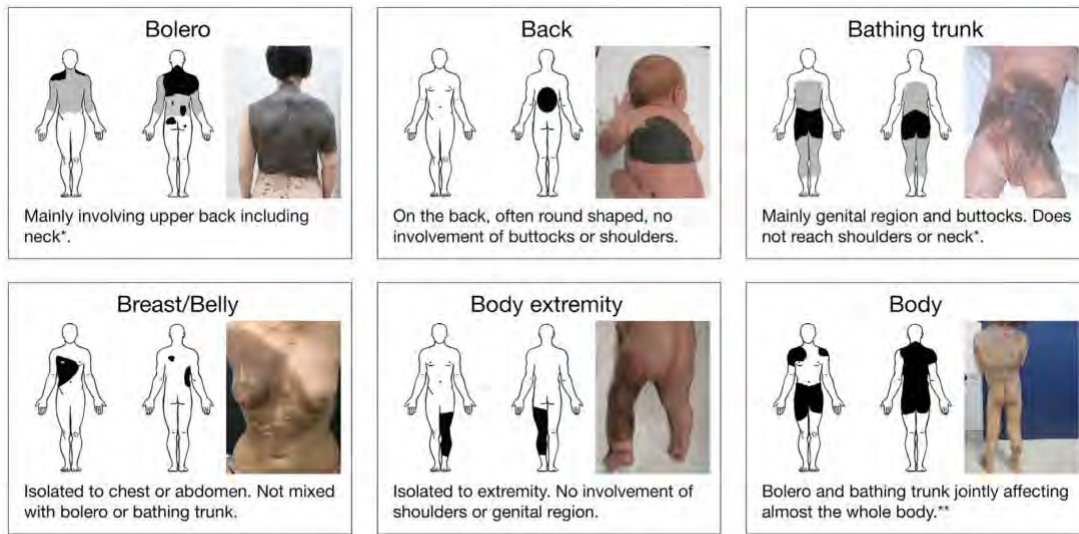 Bolero
Mainly involving upper back including
neck*.
Back
On the back, often round shaped, no
involvement of buttocks or shoulders.
Bathing trunk
Mainly genital region and buttocks. Does
not reach shoulders or neck*.
Breast/Belly
Isolated to chest or abdomen. Not mixed
with bolero or bathing trunk.
Body extremity
Isolated to extremity. No involvement of
shoulders or genital region.
Body
Bolero and bathing trunk jointly affecting
almost the whole body.**